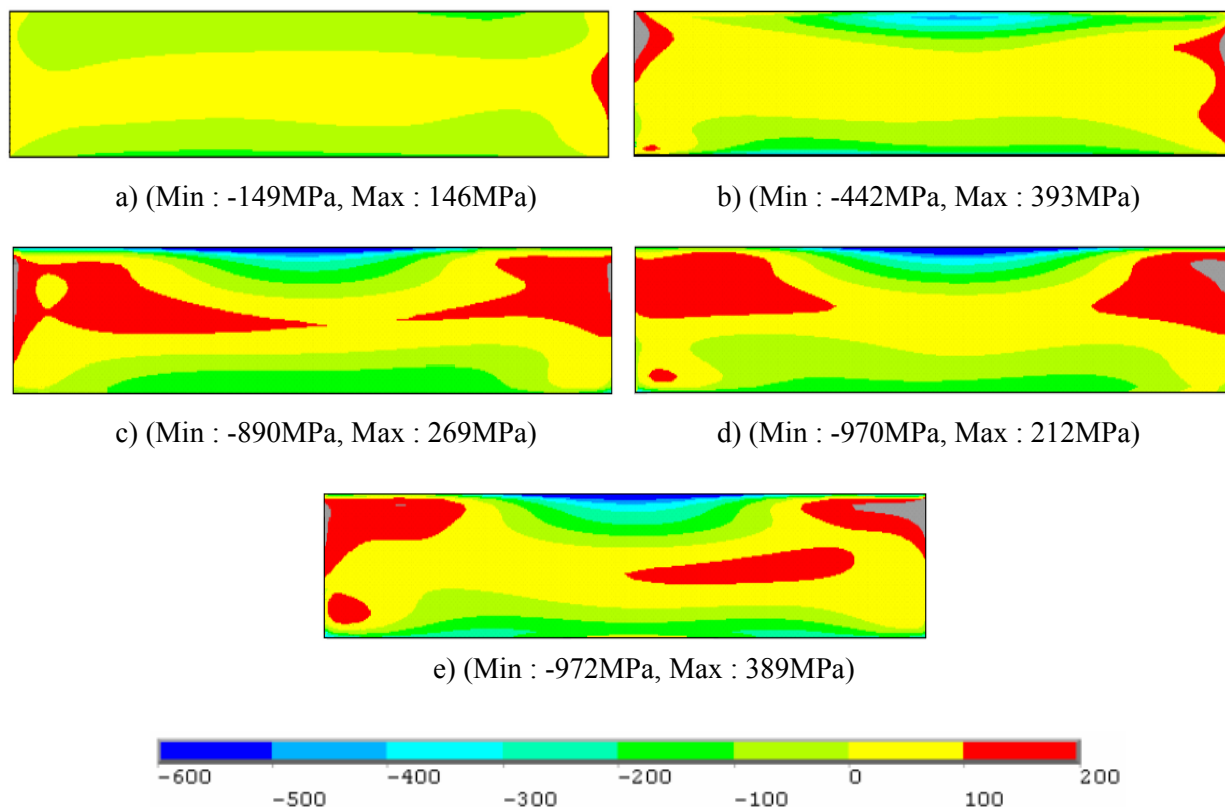 a) (Min : -149MPa, Max : 146MPa)
b) (Min : -442MPa, Max : 393MPa)
c) (Min : -890MPa, Max : 269MPa)
d) (Min : -970MPa, Max : 212MPa)
e) (Min : -972MPa, Max : 389MPa)
-600 -400 -200 0 200
-500 -300 -100 100